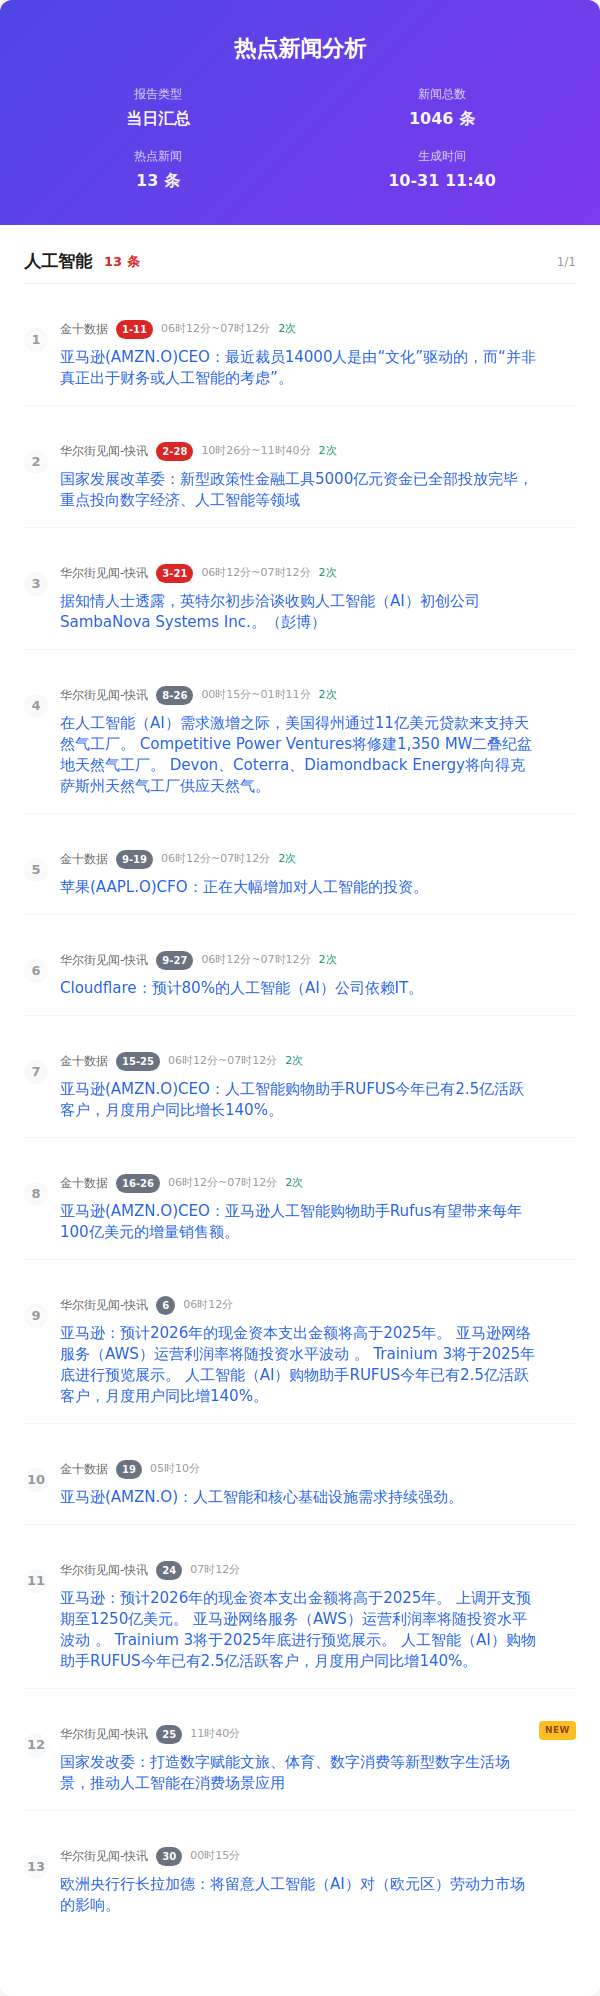 热点新闻分析
报告类型
新闻总数
当日汇总
1046 条
热点新闻
生成时间
13 条
10-31 11:40
人工智能 13 条 1/1
1
金十数据 1-11 06时12分~07时12分 2次
亚马逊(AMZN.O)CEO：最近裁员14000人是由“文化”驱动的，而“并非
真正出于财务或人工智能的考虑”。
2
华尔街见闻-快讯 2-28 10时26分~11时40分 2次
国家发展改革委：新型政策性金融工具5000亿元资金已全部投放完毕，
重点投向数字经济、人工智能等领域
3
华尔街见闻-快讯 3-21 06时12分~07时12分 2次
据知情人士透露，英特尔初步洽谈收购人工智能（AI）初创公司
SambaNova Systems Inc.。（彭博）
4
华尔街见闻-快讯 8-26 00时15分~01时11分 2次
在人工智能（AI）需求激增之际，美国得州通过11亿美元贷款来支持天
然气工厂。 Competitive Power Ventures将修建1,350 MW二叠纪盆
地天然气工厂。 Devon、Coterra、Diamondback Energy将向得克
萨斯州天然气工厂供应天然气。
5
金十数据 9-19 06时12分~07时12分 2次
苹果(AAPL.O)CFO：正在大幅增加对人工智能的投资。
6
华尔街见闻-快讯 9-27 06时12分~07时12分 2次
Cloudflare：预计80%的人工智能（AI）公司依赖IT。
7
金十数据 15-25 06时12分~07时12分 2次
亚马逊(AMZN.O)CEO：人工智能购物助手RUFUS今年已有2.5亿活跃
客户，月度用户同比增长140%。
8
金十数据 16-26 06时12分~07时12分 2次
亚马逊(AMZN.O)CEO：亚马逊人工智能购物助手Rufus有望带来每年
100亿美元的增量销售额。
9
华尔街见闻-快讯 6 06时12分
亚马逊：预计2026年的现金资本支出金额将高于2025年。 亚马逊网络
服务（AWS）运营利润率将随投资水平波动 。 Trainium 3将于2025年
底进行预览展示。 人工智能（AI）购物助手RUFUS今年已有2.5亿活跃
客户，月度用户同比增140%。
10
金十数据 19 05时10分
亚马逊(AMZN.O)：人工智能和核心基础设施需求持续强劲。
11
华尔街见闻-快讯 24 07时12分
亚马逊：预计2026年的现金资本支出金额将高于2025年。 上调开支预
期至1250亿美元。 亚马逊网络服务（AWS）运营利润率将随投资水平
波动 。 Trainium 3将于2025年底进行预览展示。 人工智能（AI）购物
助手RUFUS今年已有2.5亿活跃客户，月度用户同比增140%。
12
华尔街见闻-快讯 25 11时40分 NEW
国家发改委：打造数字赋能文旅、体育、数字消费等新型数字生活场
景，推动人工智能在消费场景应用
13
华尔街见闻-快讯 30 00时15分
欧洲央行行长拉加德：将留意人工智能（AI）对（欧元区）劳动力市场
的影响。